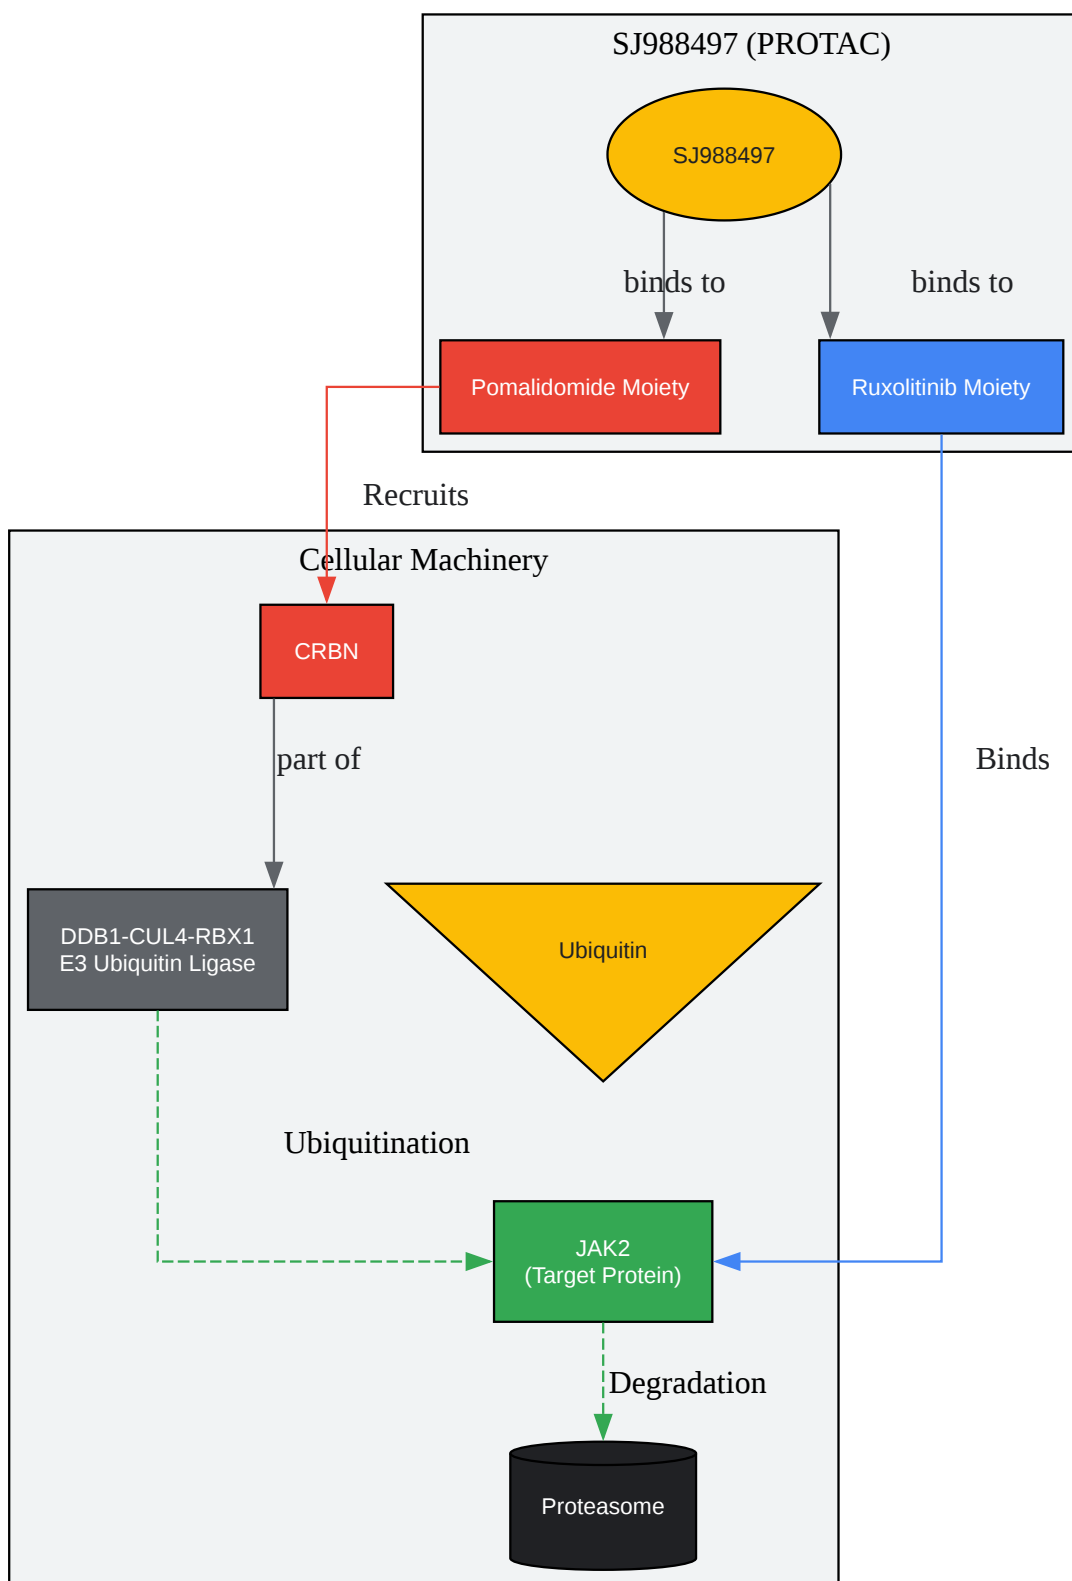 SJ988497 (PROTAC)
SJ988497
binds to
binds to
Pomalidomide Moiety
Ruxolitinib Moiety
Recruits
Cellular Machinery
CRBN
part of
Binds
DDB1-CUL4-RBX1
E3 Ubiquitin Ligase
Ubiquitin
Ubiquitination
JAK2
(Target Protein)
Degradation
Proteasome